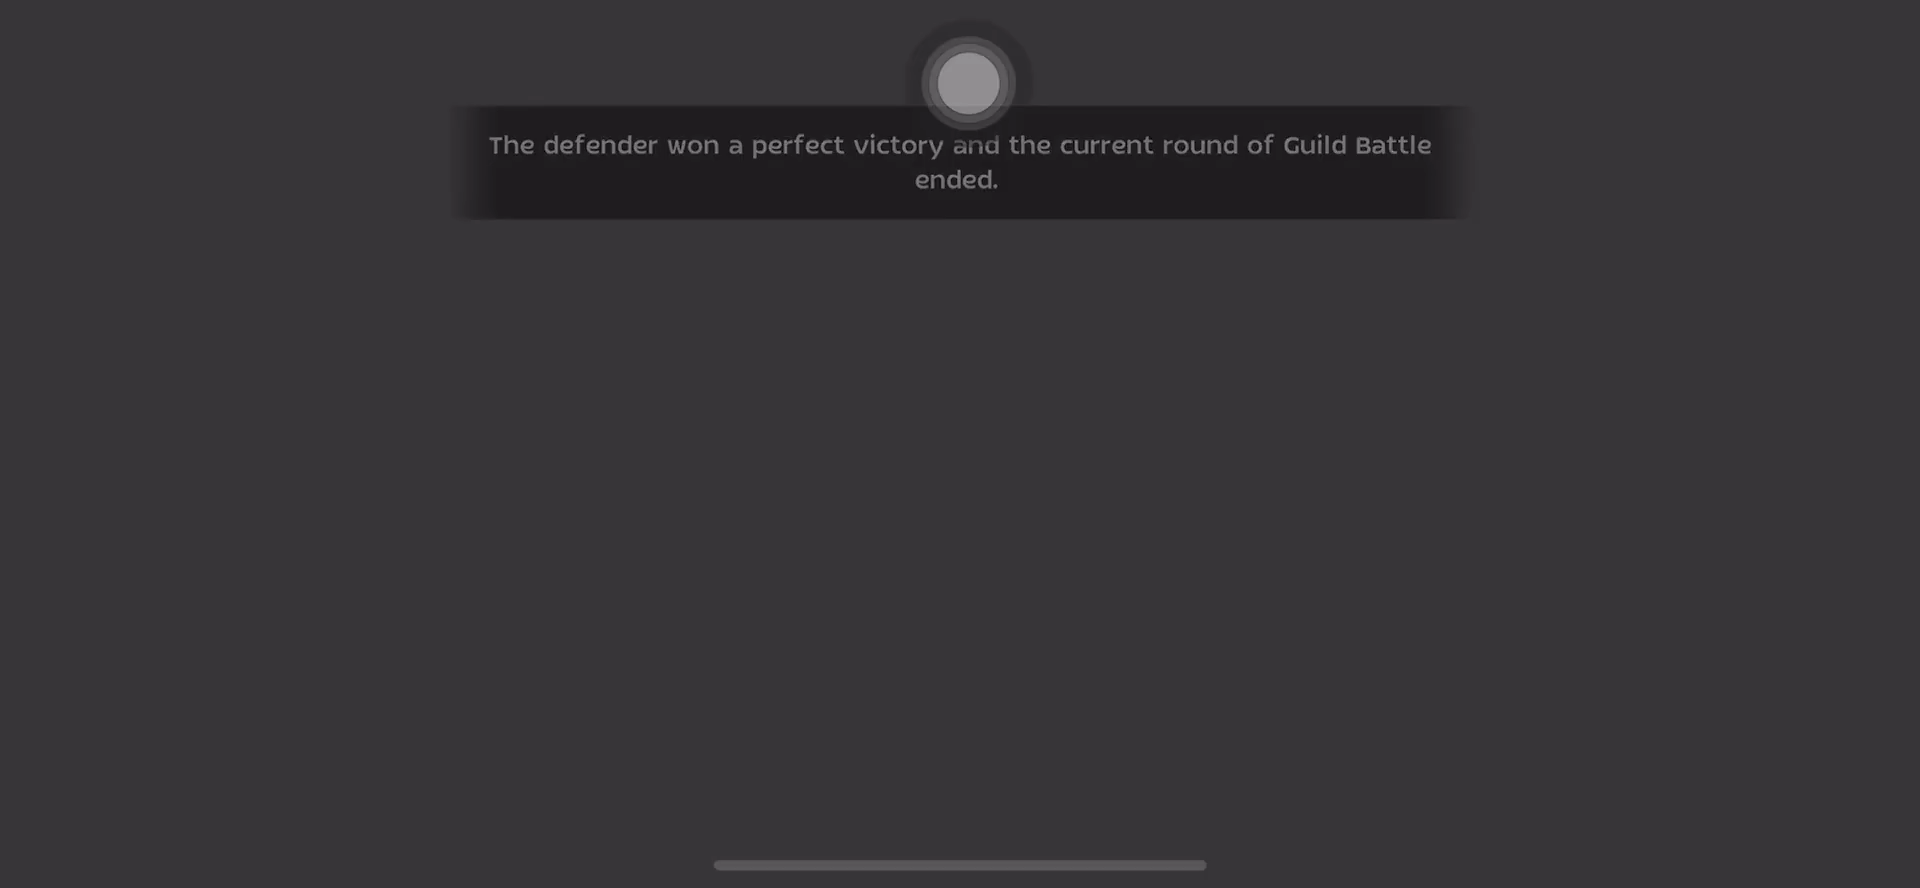 The defender won a perfect victory and the current round of Guild Battle
ended.